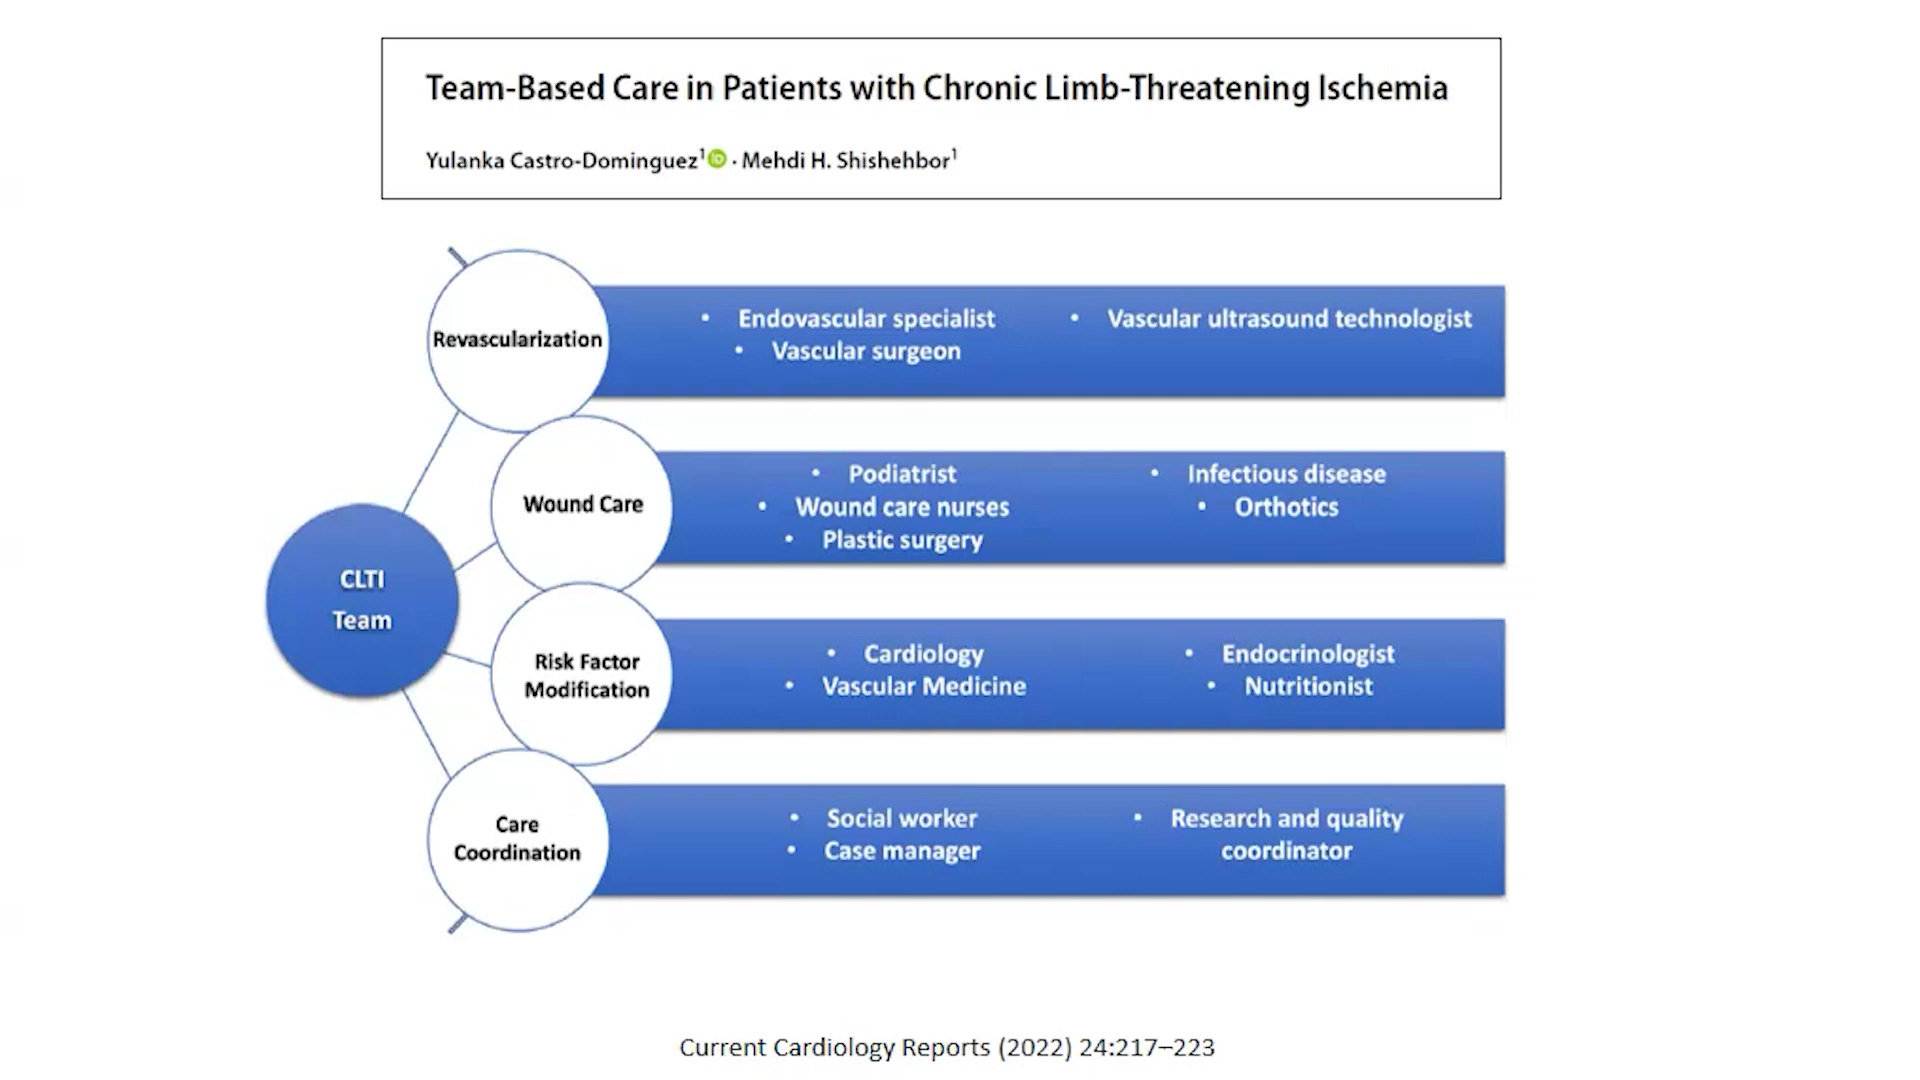 Team-Based Care in Patients with Chronic Limb-Threatening Ischemia
Yulanka Castro-Dominguez¹ iD · Mehdi H. Shishehbor¹
Revascularization
• Endovascular specialist
• Vascular surgeon
• Vascular ultrasound technologist
Wound Care
• Podiatrist
• Wound care nurses
• Plastic surgery
• Infectious disease
• Orthotics
CLTI
Team
Risk Factor
Modification
• Cardiology
• Vascular Medicine
• Endocrinologist
• Nutritionist
Care
Coordination
• Social worker
• Case manager
• Research and quality
coordinator
Current Cardiology Reports (2022) 24:217–223